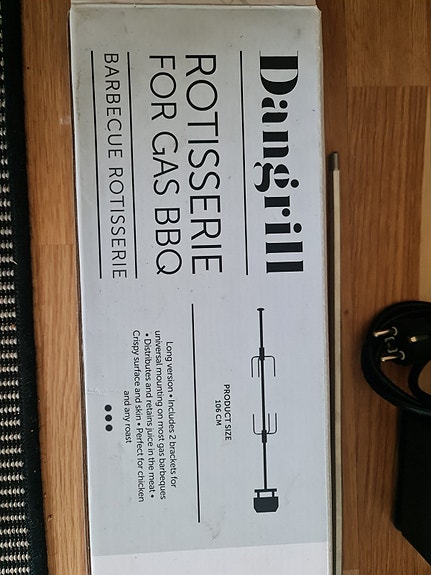 Dangrill
ROTISSERIE
FOR GAS BBQ
BARBECUE ROTISSERIE
PRODUCT SIZE
106 CM
Long version • Includes 2 brackets for
universal mounting on most gas barbeques
• Distributes and retains juice in the meat •
Crispy surface and skin • Perfect for chicken
and any roast